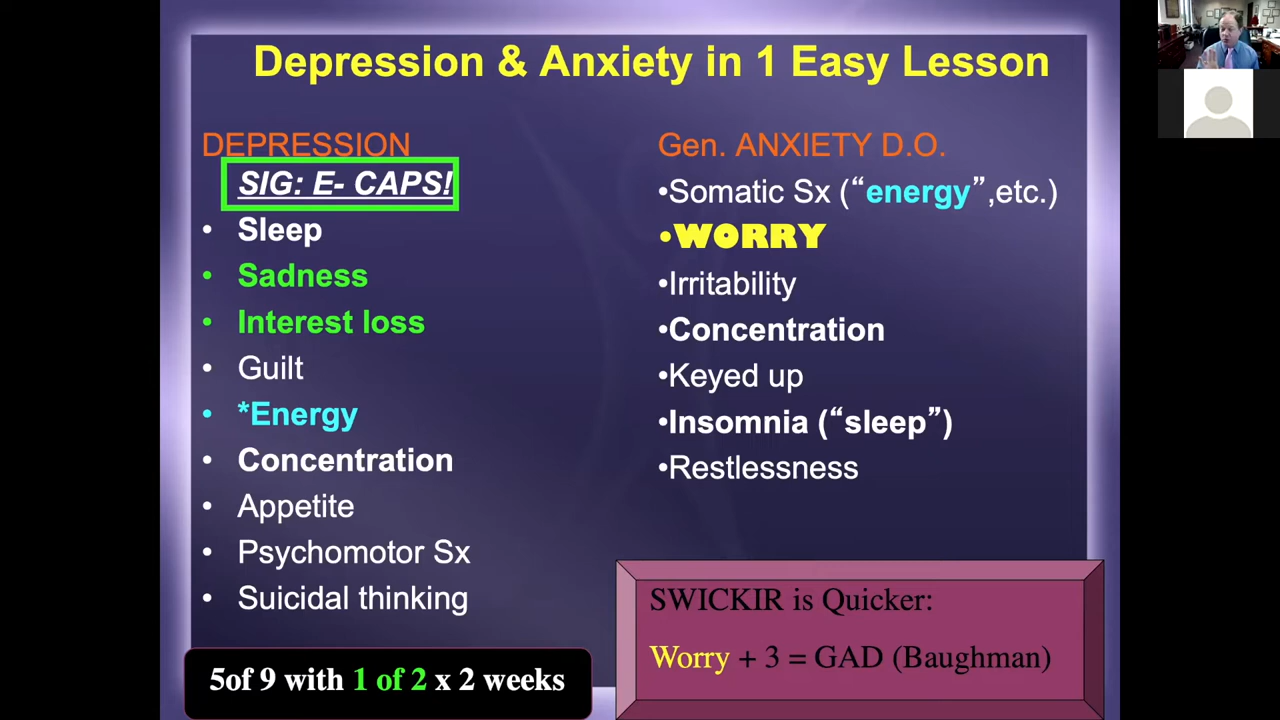 Depression & Anxiety in 1 Easy Lesson
DEPRESSION
SIG: E- CAPS!
• Sleep
• Sadness
• Interest loss
• Guilt
• *Energy
• Concentration
• Appetite
• Psychomotor Sx
• Suicidal thinking
5of 9 with 1 of 2 x 2 weeks
Gen. ANXIETY D.O.
•Somatic Sx (“energy”,etc.)
•WORRY
•Irritability
•Concentration
•Keyed up
•Insomnia (“sleep”)
•Restlessness
SWICKIR is Quicker:
Worry + 3 = GAD (Baughman)